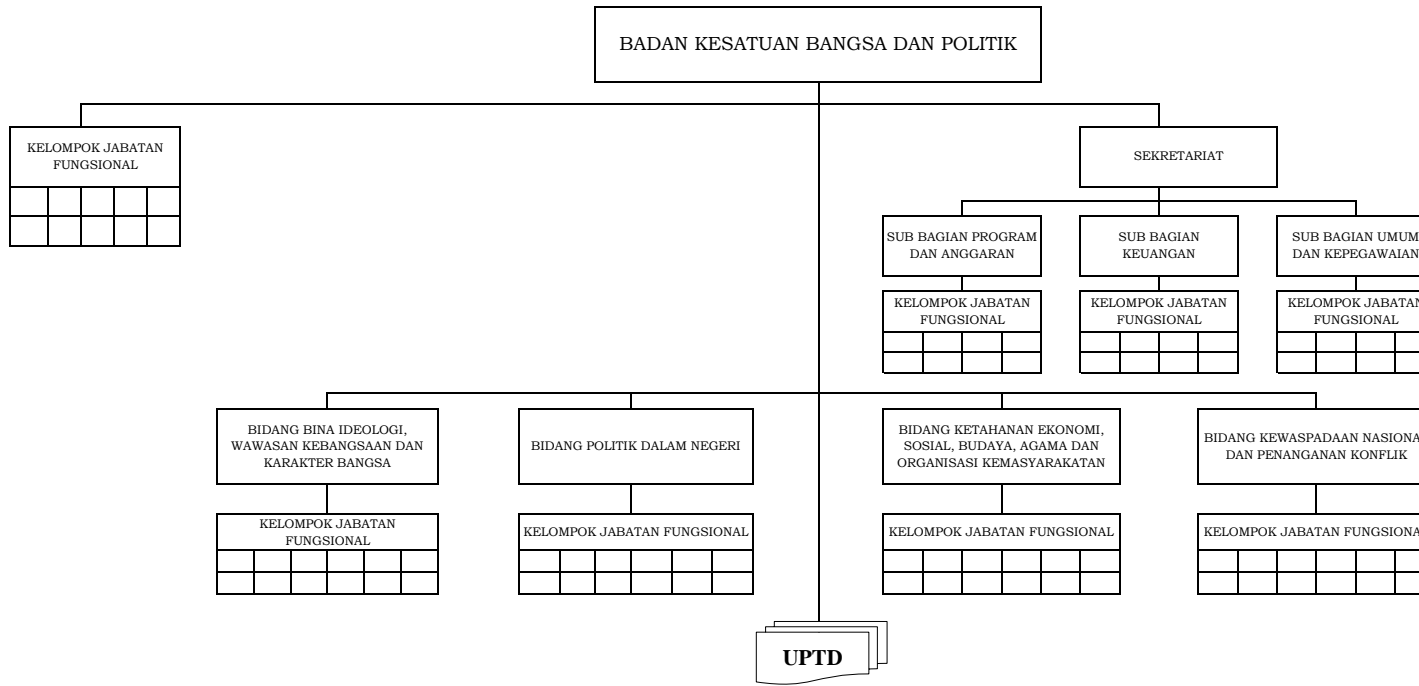 BADAN KESATUAN BANGSA DAN POLITIK
KELOMPOK JABATAN
FUNGSIONAL
SEKRETARIAT
SUB BAGIAN PROGRAM
DAN ANGGARAN
SUB BAGIAN
KEUANGAN
SUB BAGIAN UMUM
DAN KEPEGAWAIAN
KELOMPOK JABATAN
FUNGSIONAL
KELOMPOK JABATAN
FUNGSIONAL
KELOMPOK JABATAN
FUNGSIONAL
BIDANG BINA IDEOLOGI,
WAWASAN KEBANGSAAN DAN
KARAKTER BANGSA
BIDANG POLITIK DALAM NEGERI
BIDANG KETAHANAN EKONOMI,
SOSIAL, BUDAYA, AGAMA DAN
ORGANISASI KEMASYARAKATAN
BIDANG KEWASPADAAN NASIONA
DAN PENANGANAN KONFLIK
KELOMPOK JABATAN
FUNGSIONAL
KELOMPOK JABATAN FUNGSIONAL
KELOMPOK JABATAN FUNGSIONAL
KELOMPOK JABATAN FUNGSIONA
UPTD